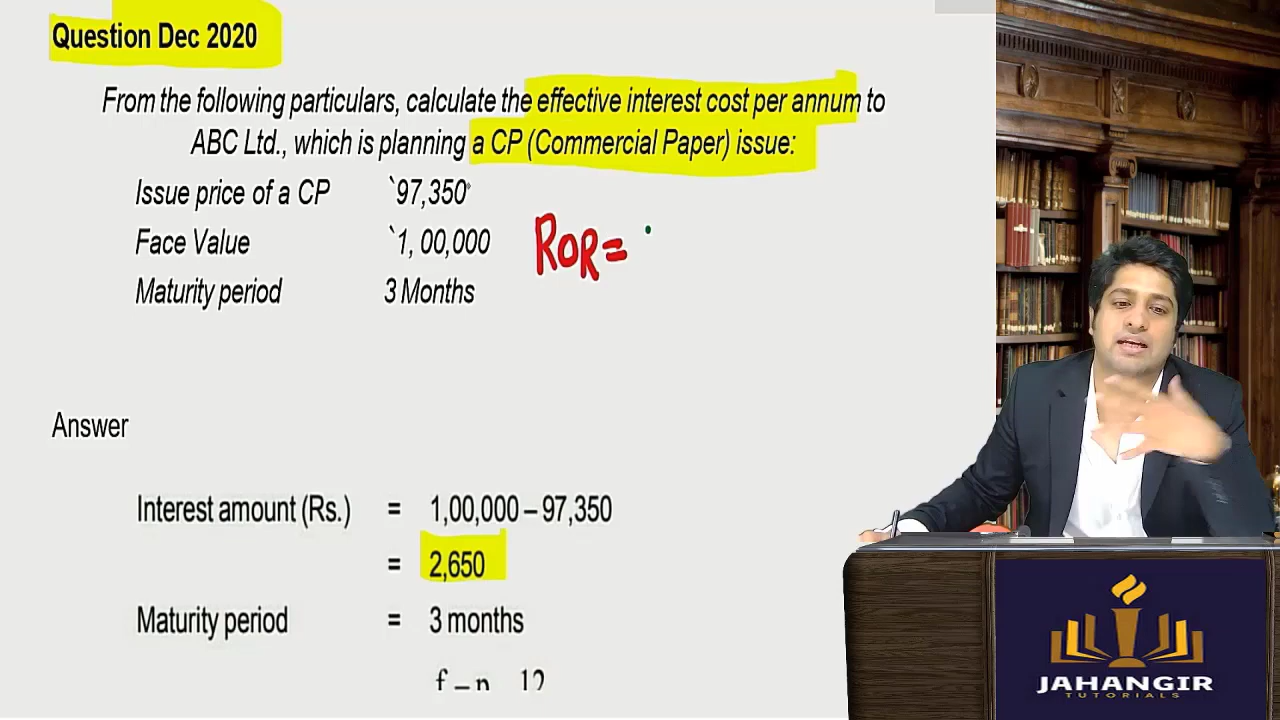 Question Dec 2020
From the following particulars, calculate the effective interest cost per annum to
ABC Ltd., which is planning a CP (Commercial Paper) issue:
Issue price of a CP `97,350
Face Value `1, 00,000
Maturity period 3 Months
ROR =
Answer
Interest amount (Rs.) = 1,00,000 – 97,350
= 2,650
Maturity period = 3 months
JAHANGIR
TUTORIALS